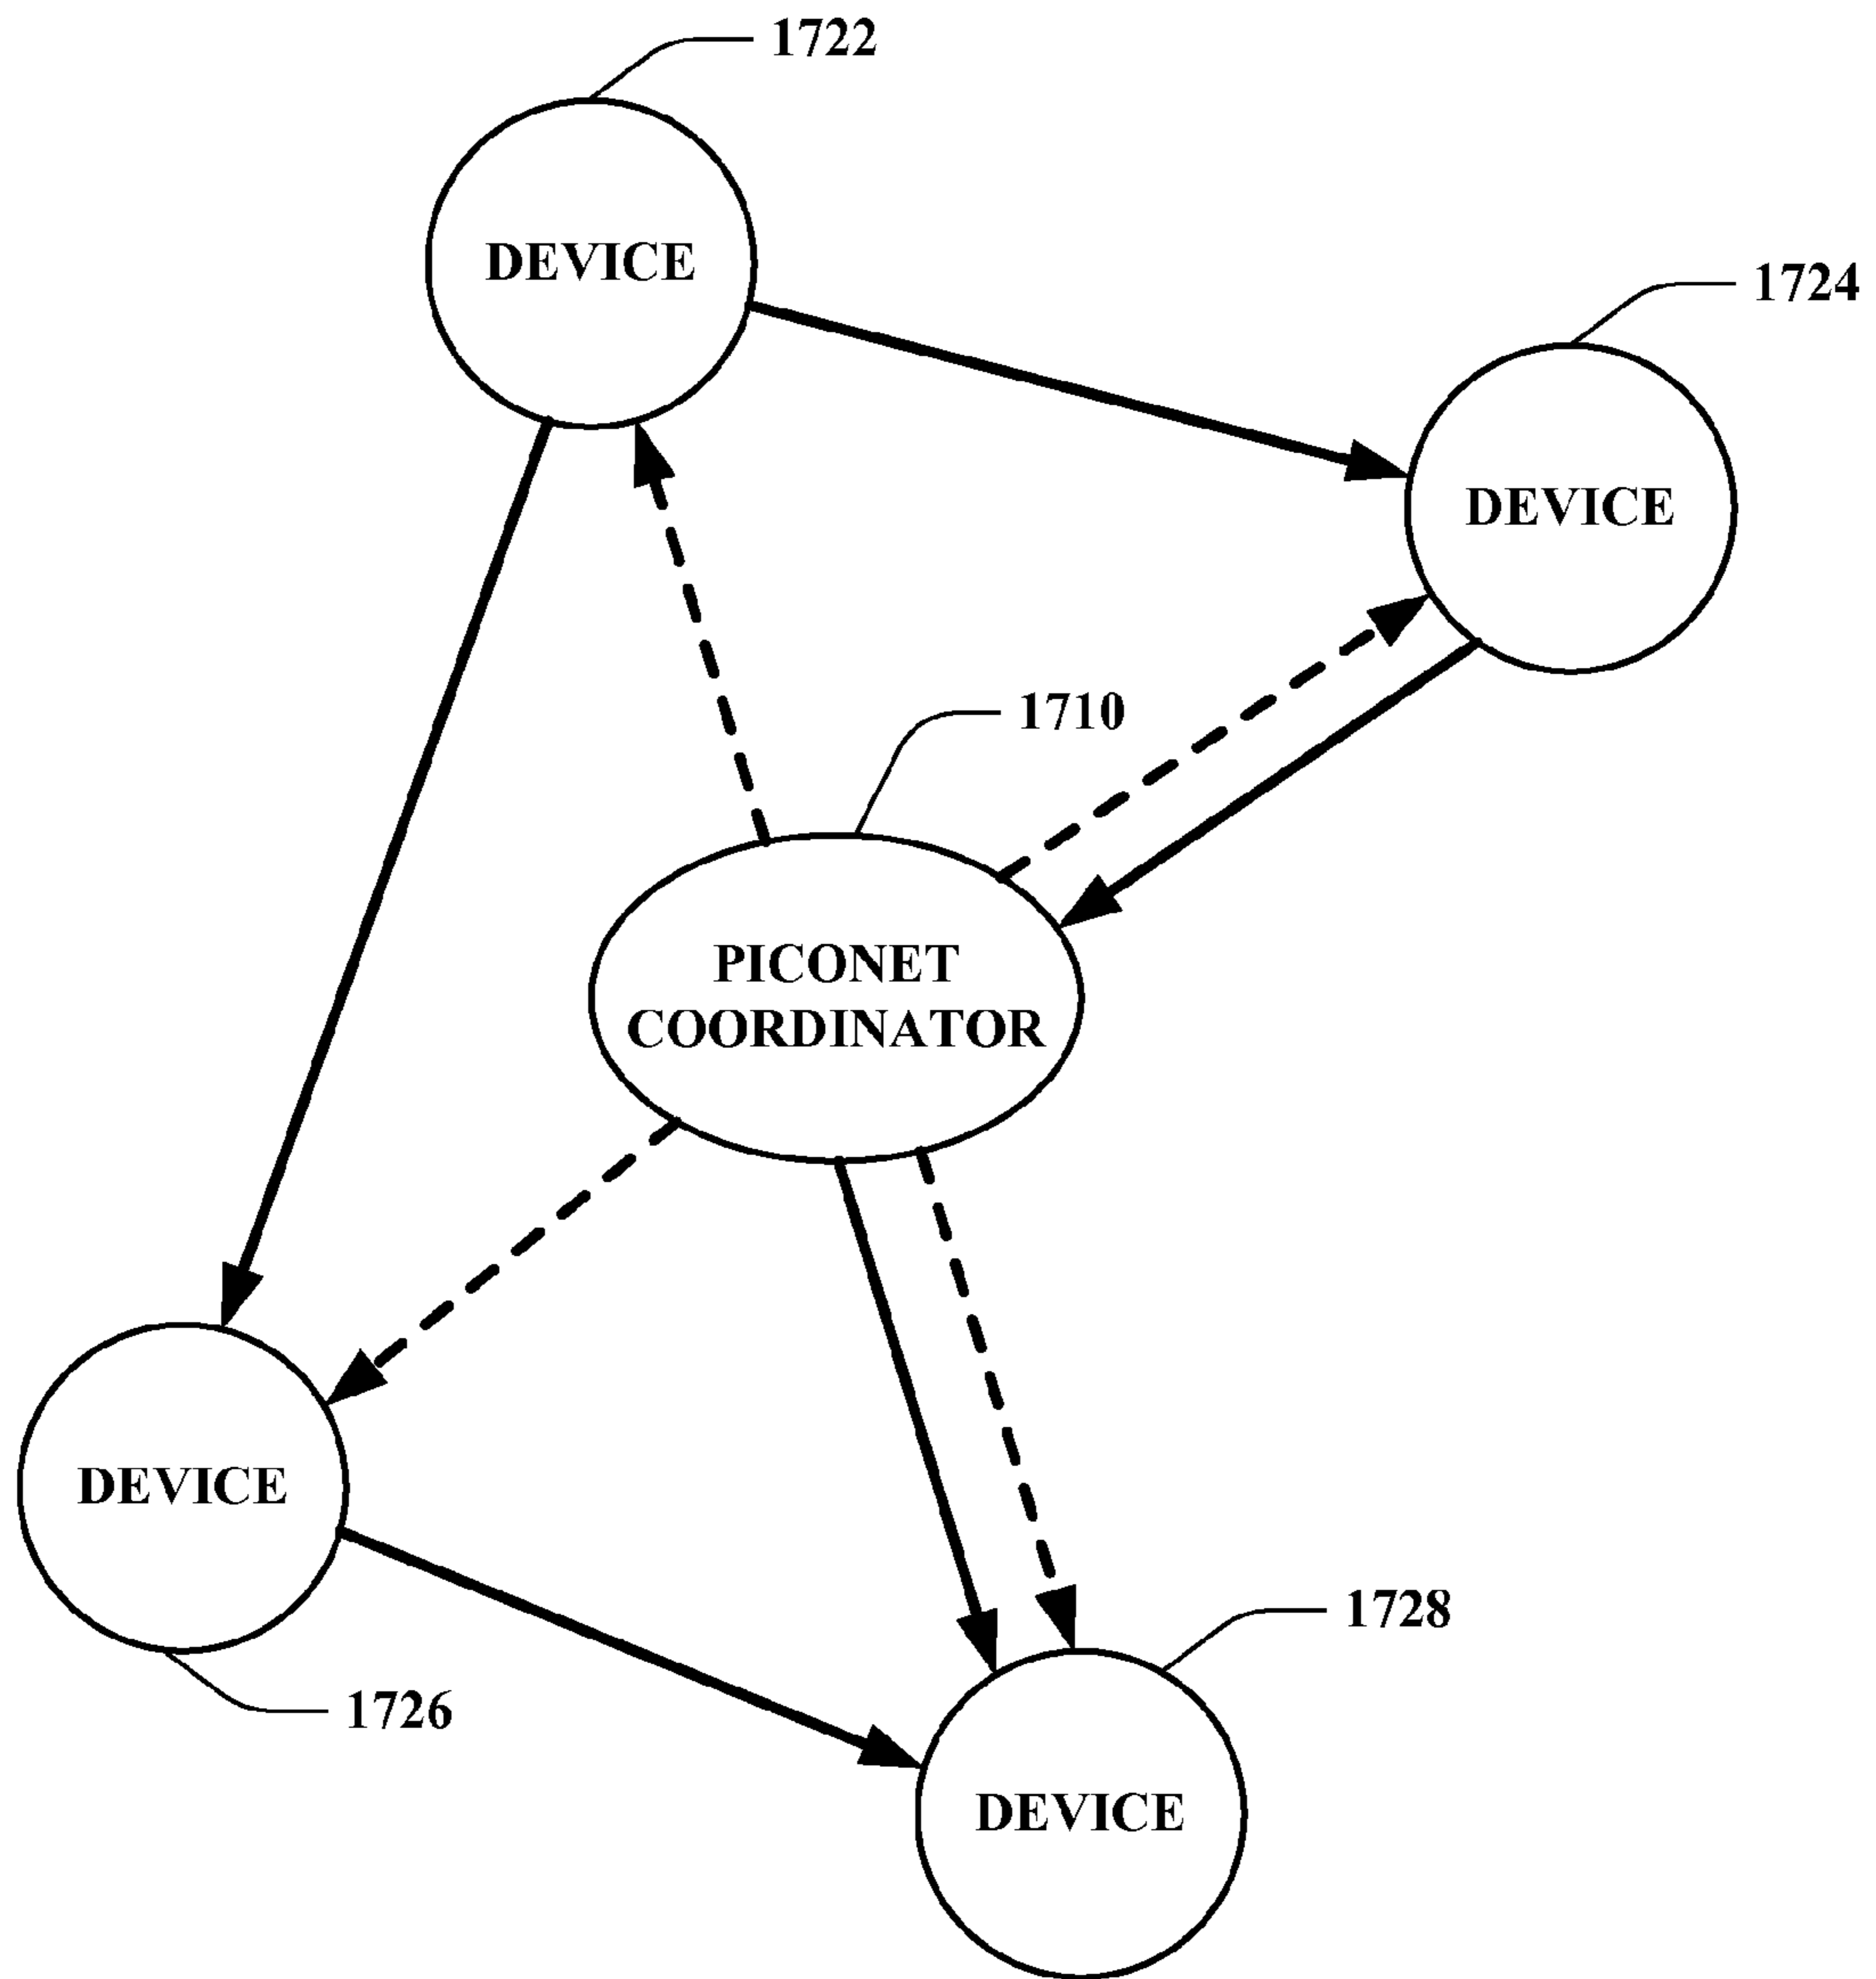 1722
DEVICE
1724
DEVICE
1710
PICONET
COORDINATOR
DEVICE
1726
1728
DEVICE